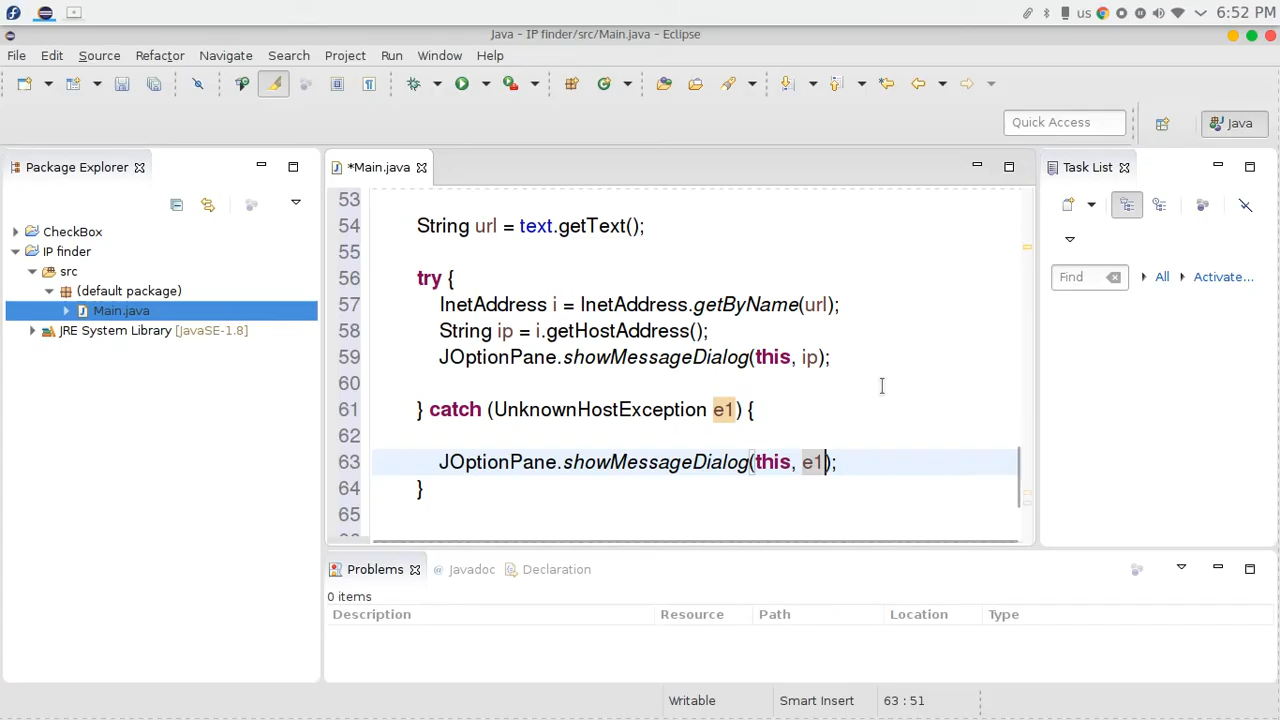 us 6:52 PM
Java - IP finder/src/Main.java - Eclipse
File Edit Source Refactor Navigate Search Project Run Window Help
Quick Access Java
Package Explorer
*Main.java
Task List
CheckBox
IP finder
src
(default package)
Main.java
JRE System Library [JavaSE-1.8]
53
54 String url = text.getText();
55
56 try {
57 InetAddress i = InetAddress.getByName(url);
58 String ip = i.getHostAddress();
59 JOptionPane.showMessageDialog(this, ip);
60
61 } catch (UnknownHostException e1) {
62
63 JOptionPane.showMessageDialog(this, e1);
64 }
65
Find All Activate...
Problems @ Javadoc Declaration
0 items
Description Resource Path Location Type
Writable Smart Insert 63 : 51